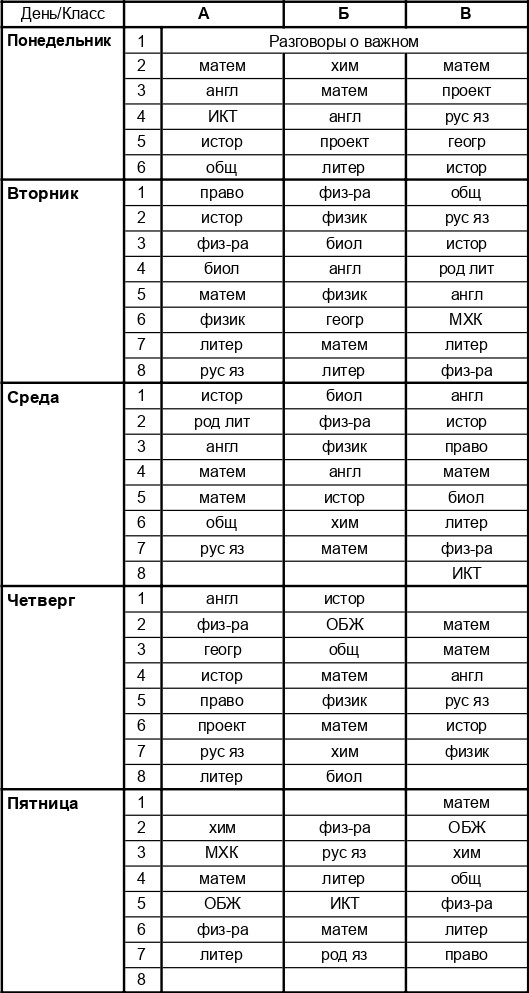 День/Класс А Б В
Понедельник 1 Разговоры о важном
2 матем хим матем
3 англ матем проект
4 ИКТ англ рус яз
5 истор проект геогр
6 общ литер истор
Вторник 1 право физ-ра общ
2 истор физик рус яз
3 физ-ра биол истор
4 биол англ род лит
5 матем физик англ
6 физик геогр МХК
7 литер матем литер
8 рус яз литер физ-ра
Среда 1 истор биол англ
2 род лит физ-ра истор
3 англ физик право
4 матем англ матем
5 матем истор биол
6 общ хим литер
7 рус яз матем физ-ра
8 ИКТ
Четверг 1 англ истор
2 физ-ра ОБЖ матем
3 геогр общ матем
4 истор матем англ
5 право физик рус яз
6 проект матем истор
7 рус яз хим физик
8 литер биол
Пятница 1 матем
2 хим физ-ра ОБЖ
3 МХК рус яз хим
4 матем литер общ
5 ОБЖ ИКТ физ-ра
6 физ-ра матем литер
7 литер род яз право
8